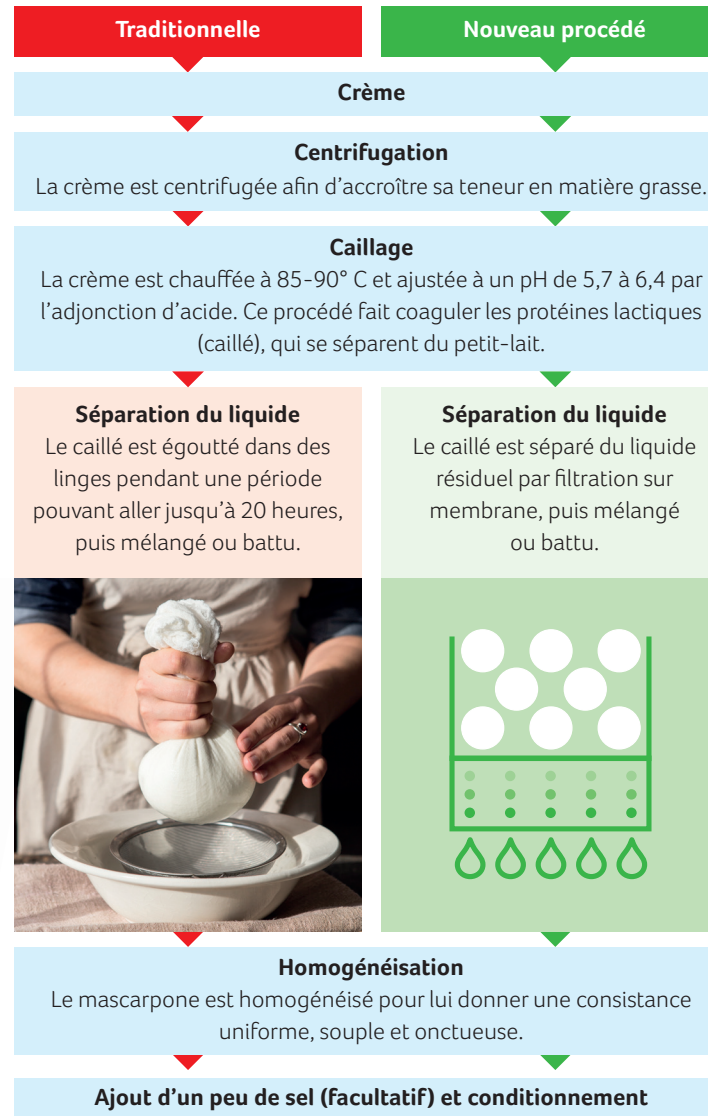 Traditionnelle
Nouveau procédé
Crème
Centrifugation
La crème est centrifugée afin d’accroître sa teneur en matière grasse.
Caillage
La crème est chauffée à 85-90° C et ajustée à un pH de 5,7 à 6,4 par
l’adjonction d’acide. Ce procédé fait coaguler les protéines lactiques
(caillé), qui se séparent du petit-lait.
Séparation du liquide
Le caillé est égoutté dans des
linges pendant une période
pouvant aller jusqu’à 20 heures,
puis mélangé ou battu.
Séparation du liquide
Le caillé est séparé du liquide
résiduel par filtration sur
membrane, puis mélangé
ou battu.
Homogénéisation
Le mascarpone est homogénéisé pour lui donner une consistance
uniforme, souple et onctueuse.
Ajout d’un peu de sel (facultatif) et conditionnement